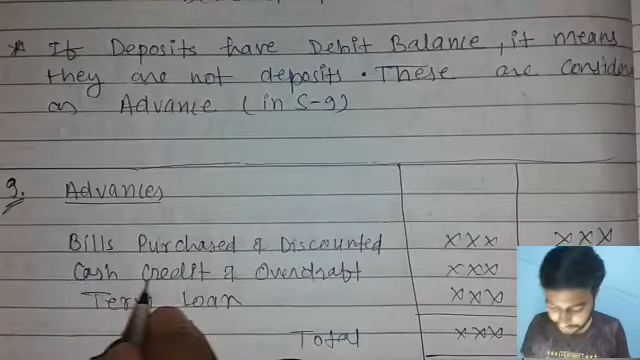 * If Deposits have Debit Balance, it means
they are not deposits. These are consider
as Advance (in S-9)
9. Advances
Bills Purchased & Discounted xxx xxx
Cash Credit & Overdraft xxx
Term Loan xxx
Total xxx